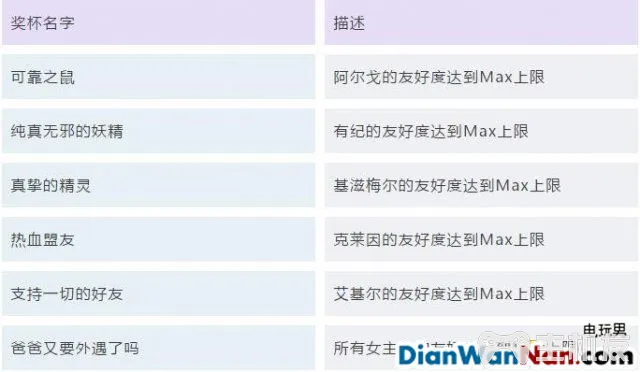 奖杯名字 描述
可靠之鼠 阿尔戈的友好度达到Max上限
纯真无邪的妖精 有纪的友好度达到Max上限
真挚的精灵 基滋梅尔的友好度达到Max上限
热血盟友 克莱因的友好度达到Max上限
支持一切的好友 艾基尔的友好度达到Max上限
爸爸又要外遇了吗 所有女主 上限
电玩男
DianWanNan.com